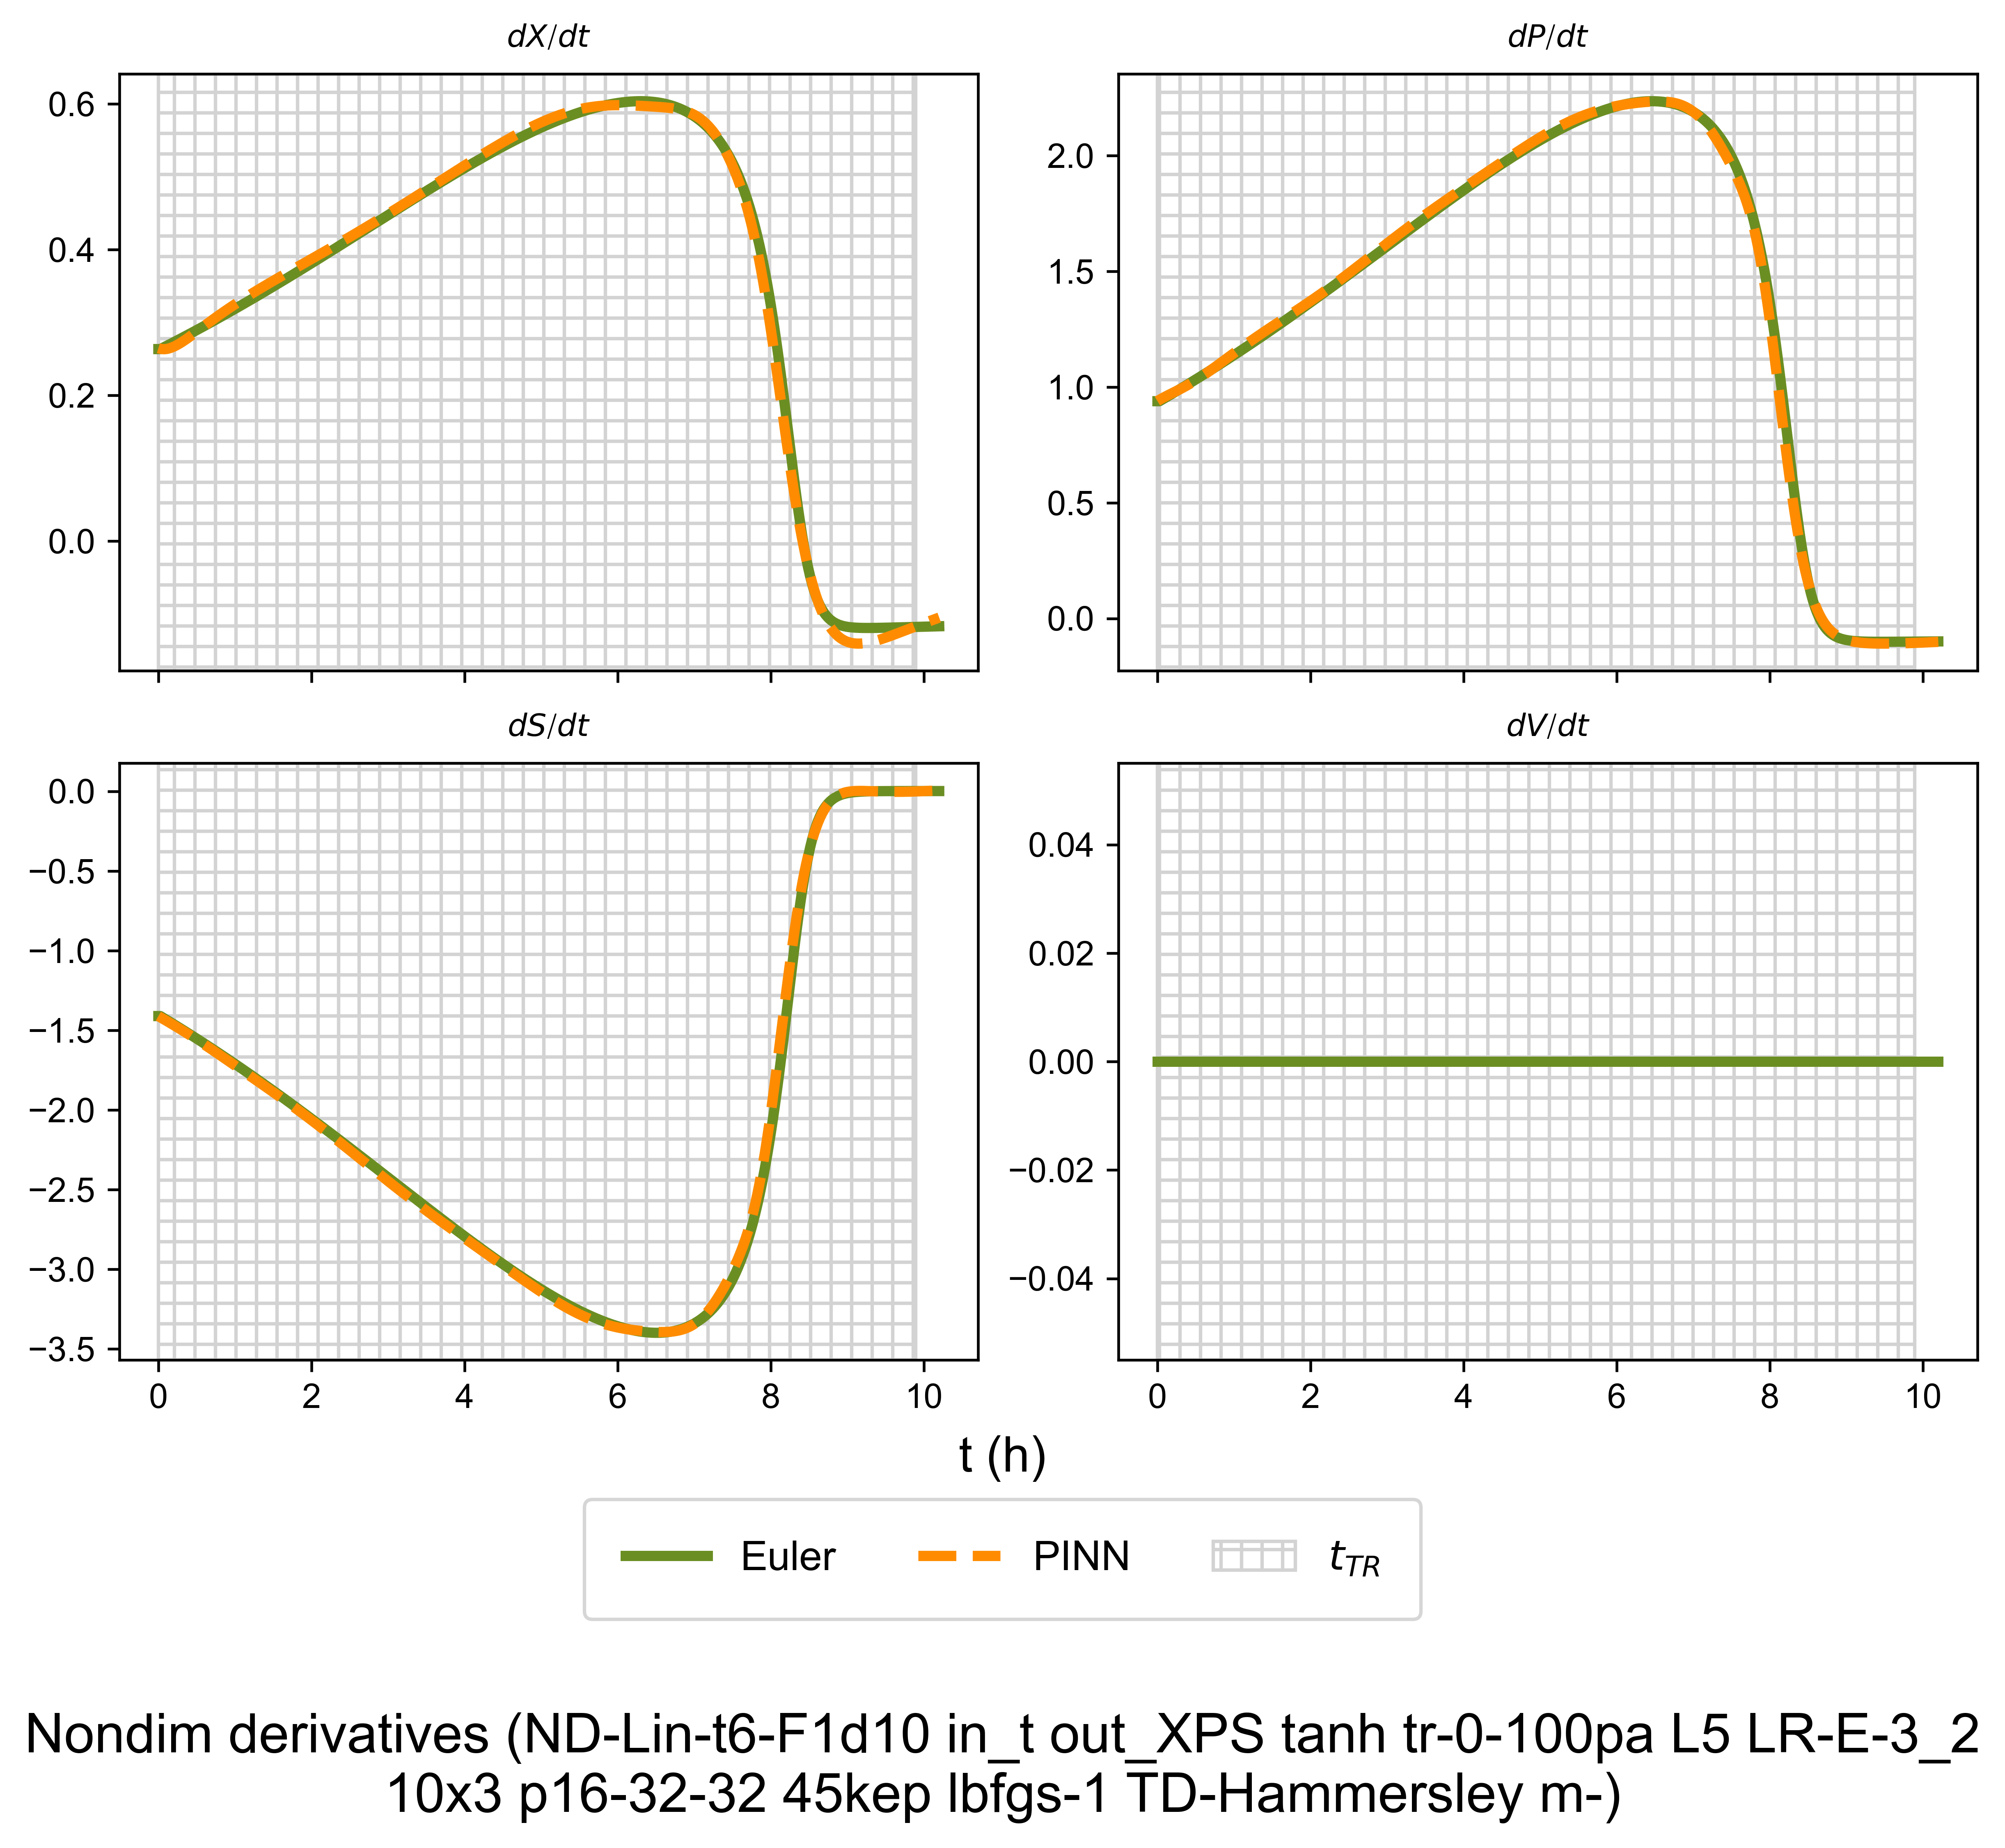 dX/dt
dP/dt
0.6
0.4
0.2
0.0
2.0
1.5
1.0
0.5
0.0
dS/dt
dV/dt
0.0
−0.5
−1.0
−1.5
−2.0
−2.5
−3.0
−3.5
0 2 4 6 8 10
0.04
0.02
0.00
−0.02
−0.04
0 2 4 6 8 10
t (h)
Euler PINN t_TR
Nondim derivatives (ND-Lin-t6-F1d10 in_t out_XPS tanh tr-0-100pa L5 LR-E-3_2
10x3 p16-32-32 45kep lbfgs-1 TD-Hammersley m-)